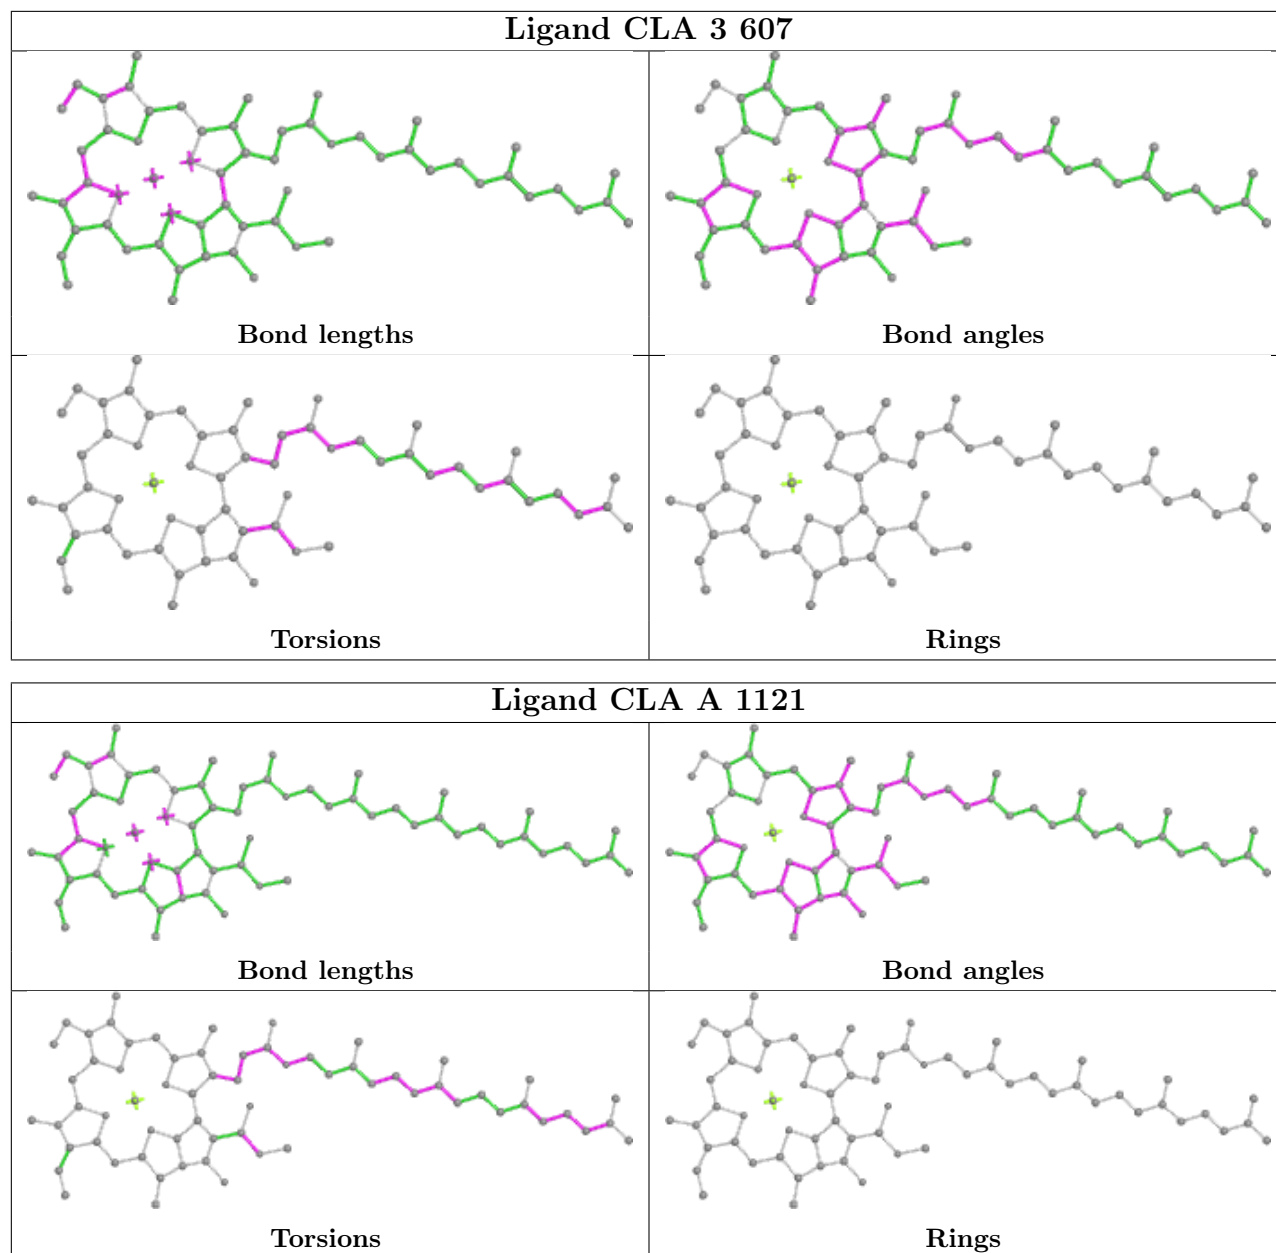 Ligand CLA 3 607
Bond lengths
Bond angles
Torsions
Rings
Ligand CLA A 1121
Bond lengths
Bond angles
Torsions
Rings